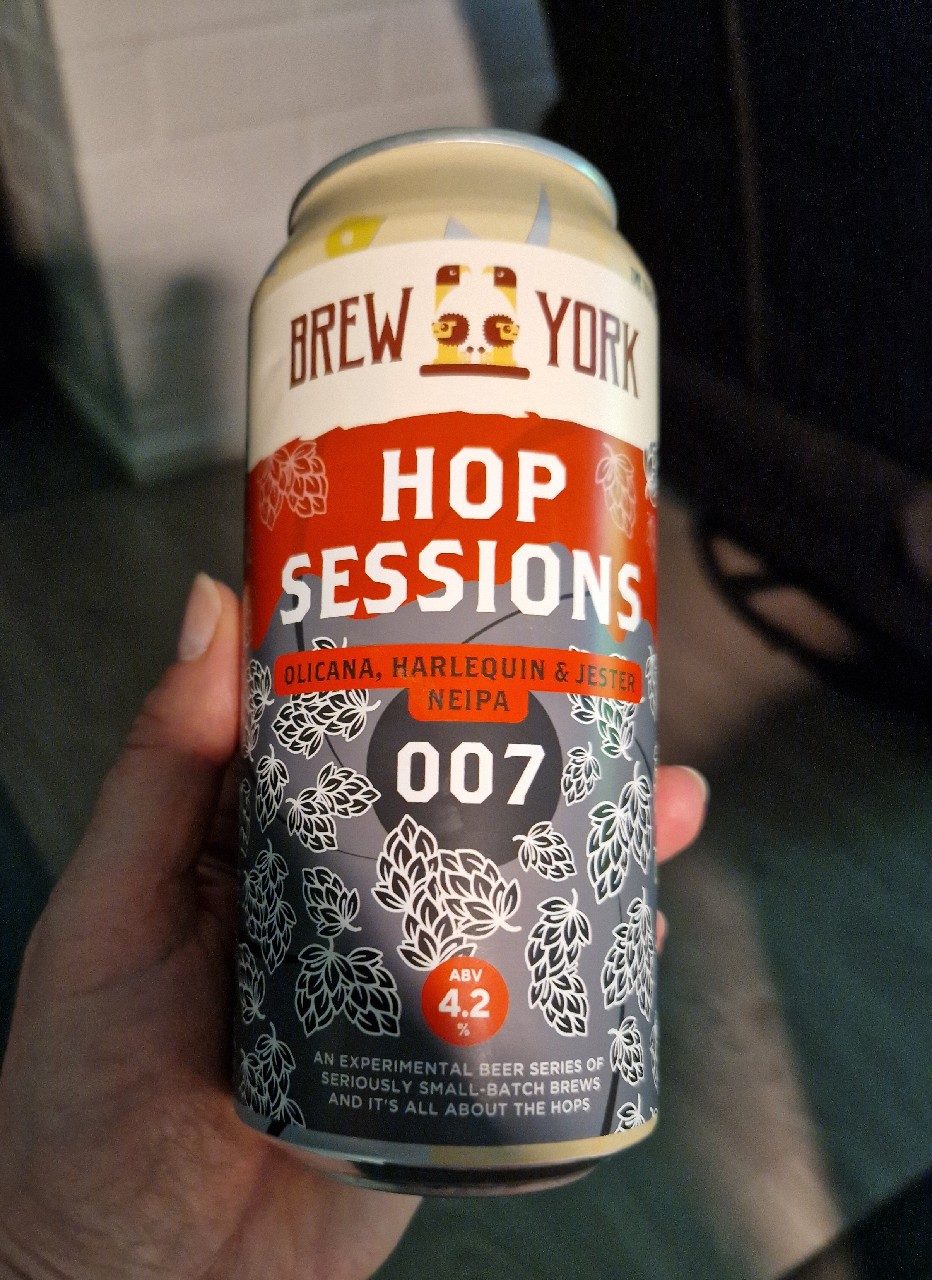 BREW YORK
HOP
SESSIONS
OLICANA, HARLEQUIN & JESTER
NEIPA
007
ABV
4.2
%
AN EXPERIMENTAL BEER SERIES OF
SERIOUSLY SMALL-BATCH BREWS
AND IT'S ALL ABOUT THE HOPS